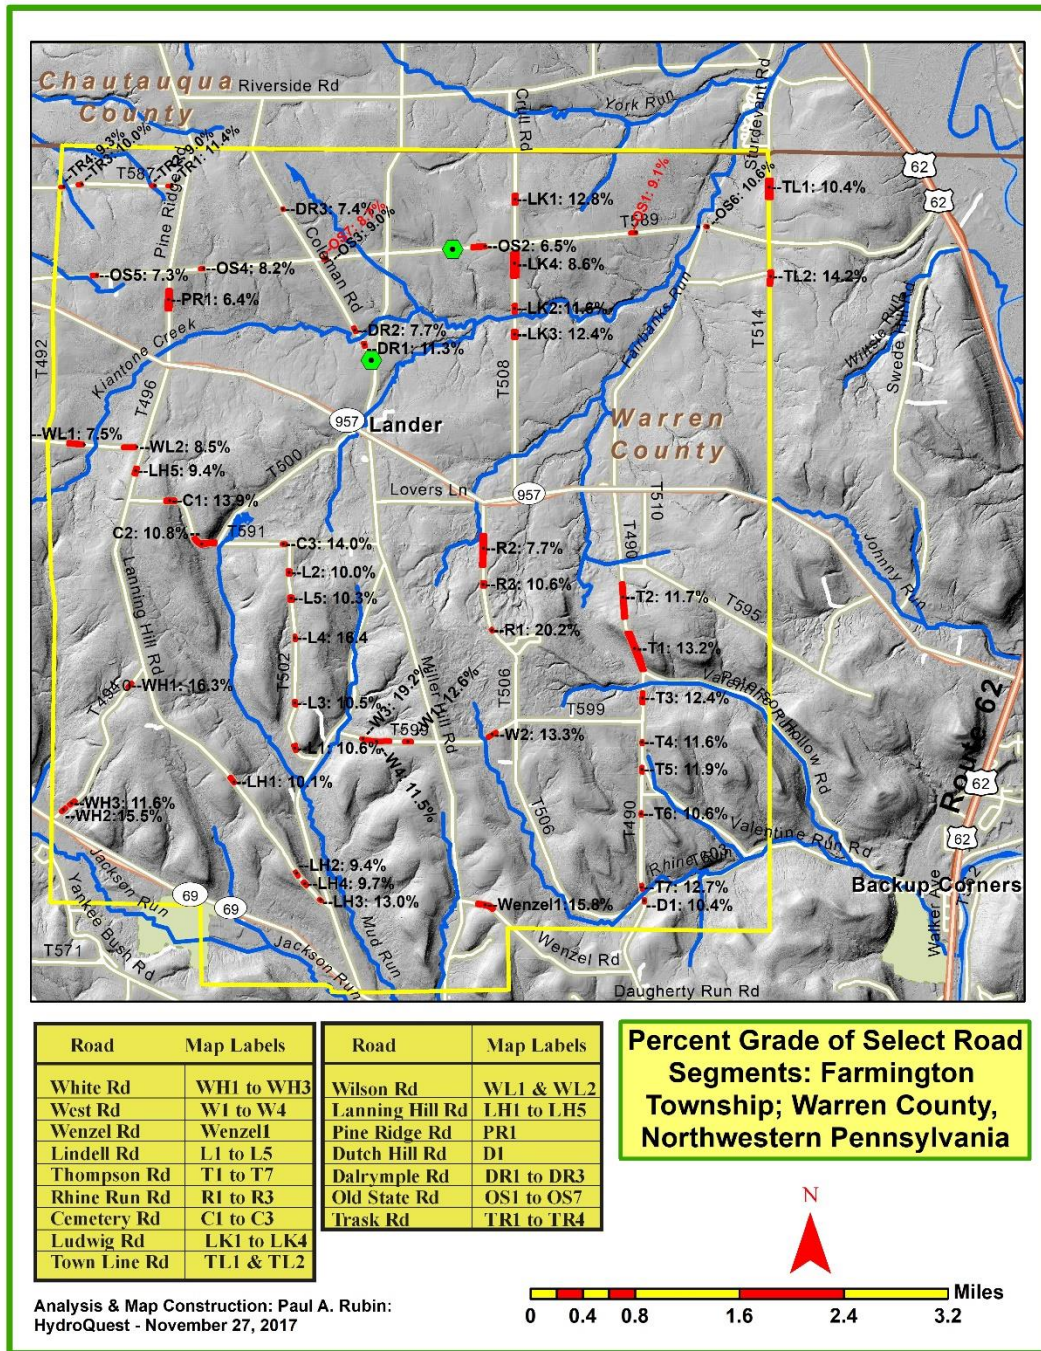 Chautauqua
County
Riverside Rd
York Run
Crull Rd
Sturdevant Rd
62
62
TR4: 9.3%
TR3: 10.0%
T587
TR2: 9.0%
TR1: 11.4%
Pine Ridge Rd
DR3: 7.4%
OS7: 8.7%
OS3: 9.0%
Coleman Rd
LK1: 12.8%
OS1: 9.1%
T589
OS6: 10.6%
TL1: 10.4%
OS2: 6.5%
LK4: 8.6%
OS5: 7.3%
OS4; 8.2%
PR1: 6.4%
TL2: 14.2%
LK2:11.6%
LK3: 12.4%
DR2: 7.7%
DR1: 11.3%
T492
Kiantone Creek
T496
Fairbanks Run
T514
Wiltsie Run
Swede Hill Rd
T508
957
Lander
Warren
County
WL1: 7.5%
WL2: 8.5%
LH5: 9.4%
T500
Lovers Ln
957
T510
C1: 13.9%
C2: 10.8%
T591
C3: 14.0%
L2: 10.0%
L5: 10.3%
L4: 16.4
T502
R2: 7.7%
R3: 10.6%
R1: 20.2%
T490
T2: 11.7%
T1: 13.2%
T595
Johnny Run
Lanning Hill Rd
T494
WH1: 16.3%
L3: 10.5%
L1: 10.6%
W3: 19.2%
W1: 12.6%
T599
W4: 11.5%
Miller Hill Rd
T506
W2: 13.3%
T599
T3: 12.4%
Valentine Run
Peterson Hollow Rd
T4: 11.6%
T5: 11.9%
T6: 10.6%
T490
T506
Route 62
62
62
WH3: 11.6%
WH2:15.5%
LH1: 10.1%
LH2: 9.4%
LH4: 9.7%
LH3: 13.0%
Valentine Run Rd
Rhine Run
T603
T7: 12.7%
D1: 10.4%
Backup Corners
Walker Ave
Jackson Run
69
69
Yankee Bush Rd
T571
Jackson Run
Mud Run
Wenzel1:15.8%
Wenzel Rd
Daugherty Run Rd
Road Map Labels
White Rd WH1 to WH3
West Rd W1 to W4
Wenzel Rd Wenzel1
Lindell Rd L1 to L5
Thompson Rd T1 to T7
Rhine Run Rd R1 to R3
Cemetery Rd C1 to C3
Ludwig Rd LK1 to LK4
Town Line Rd TL1 & TL2
Road Map Labels
Wilson Rd WL1 & WL2
Lanning Hill Rd LH1 to LH5
Pine Ridge Rd PR1
Dutch Hill Rd D1
Dalrymple Rd DR1 to DR3
Old State Rd OS1 to OS7
Trask Rd TR1 to TR4
Percent Grade of Select Road
Segments: Farmington
Township; Warren County,
Northwestern Pennsylvania
N
Miles
0 0.4 0.8 1.6 2.4 3.2
Analysis & Map Construction: Paul A. Rubin:
HydroQuest - November 27, 2017